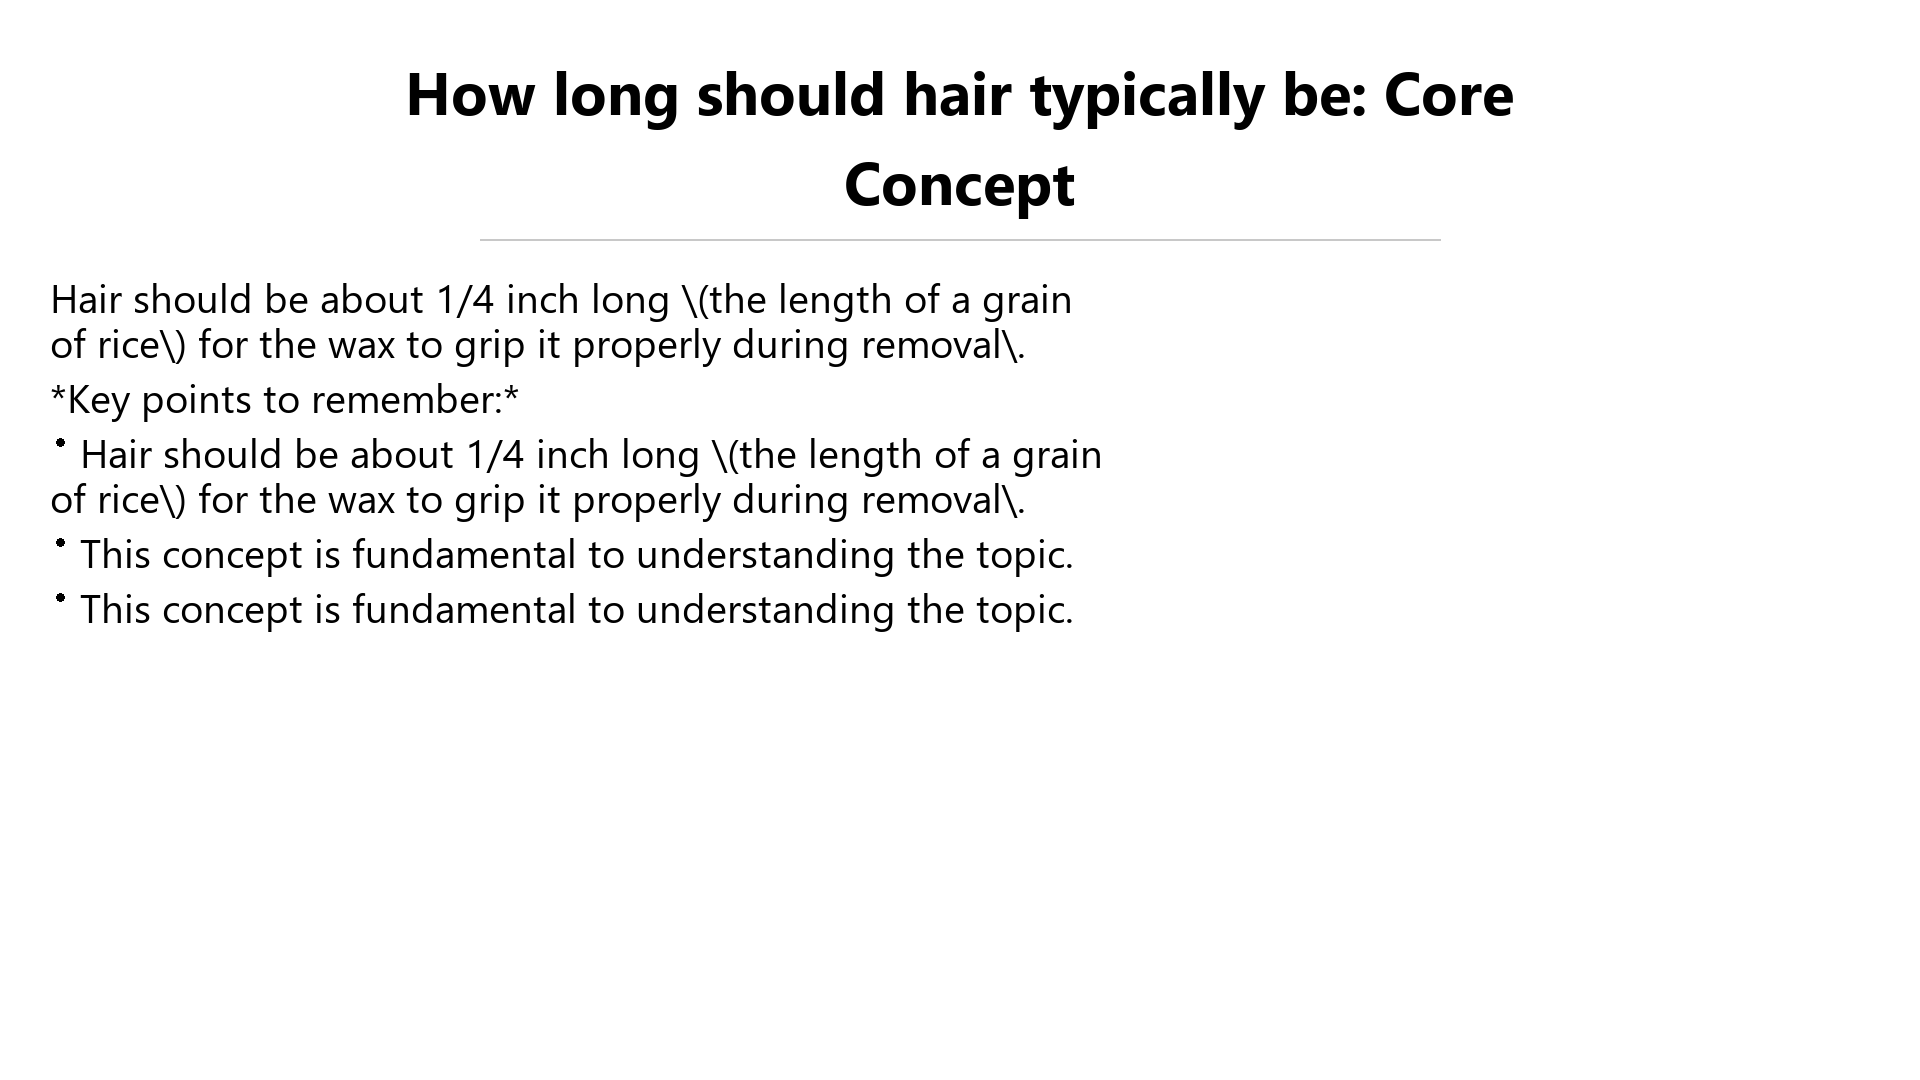 How long should hair typically be: Core
Concept
Hair should be about 1/4 inch long \(the length of a grain
of rice\) for the wax to grip it properly during removal\.
*Key points to remember:*
• Hair should be about 1/4 inch long \(the length of a grain
of rice\) for the wax to grip it properly during removal\.
• This concept is fundamental to understanding the topic.
• This concept is fundamental to understanding the topic.